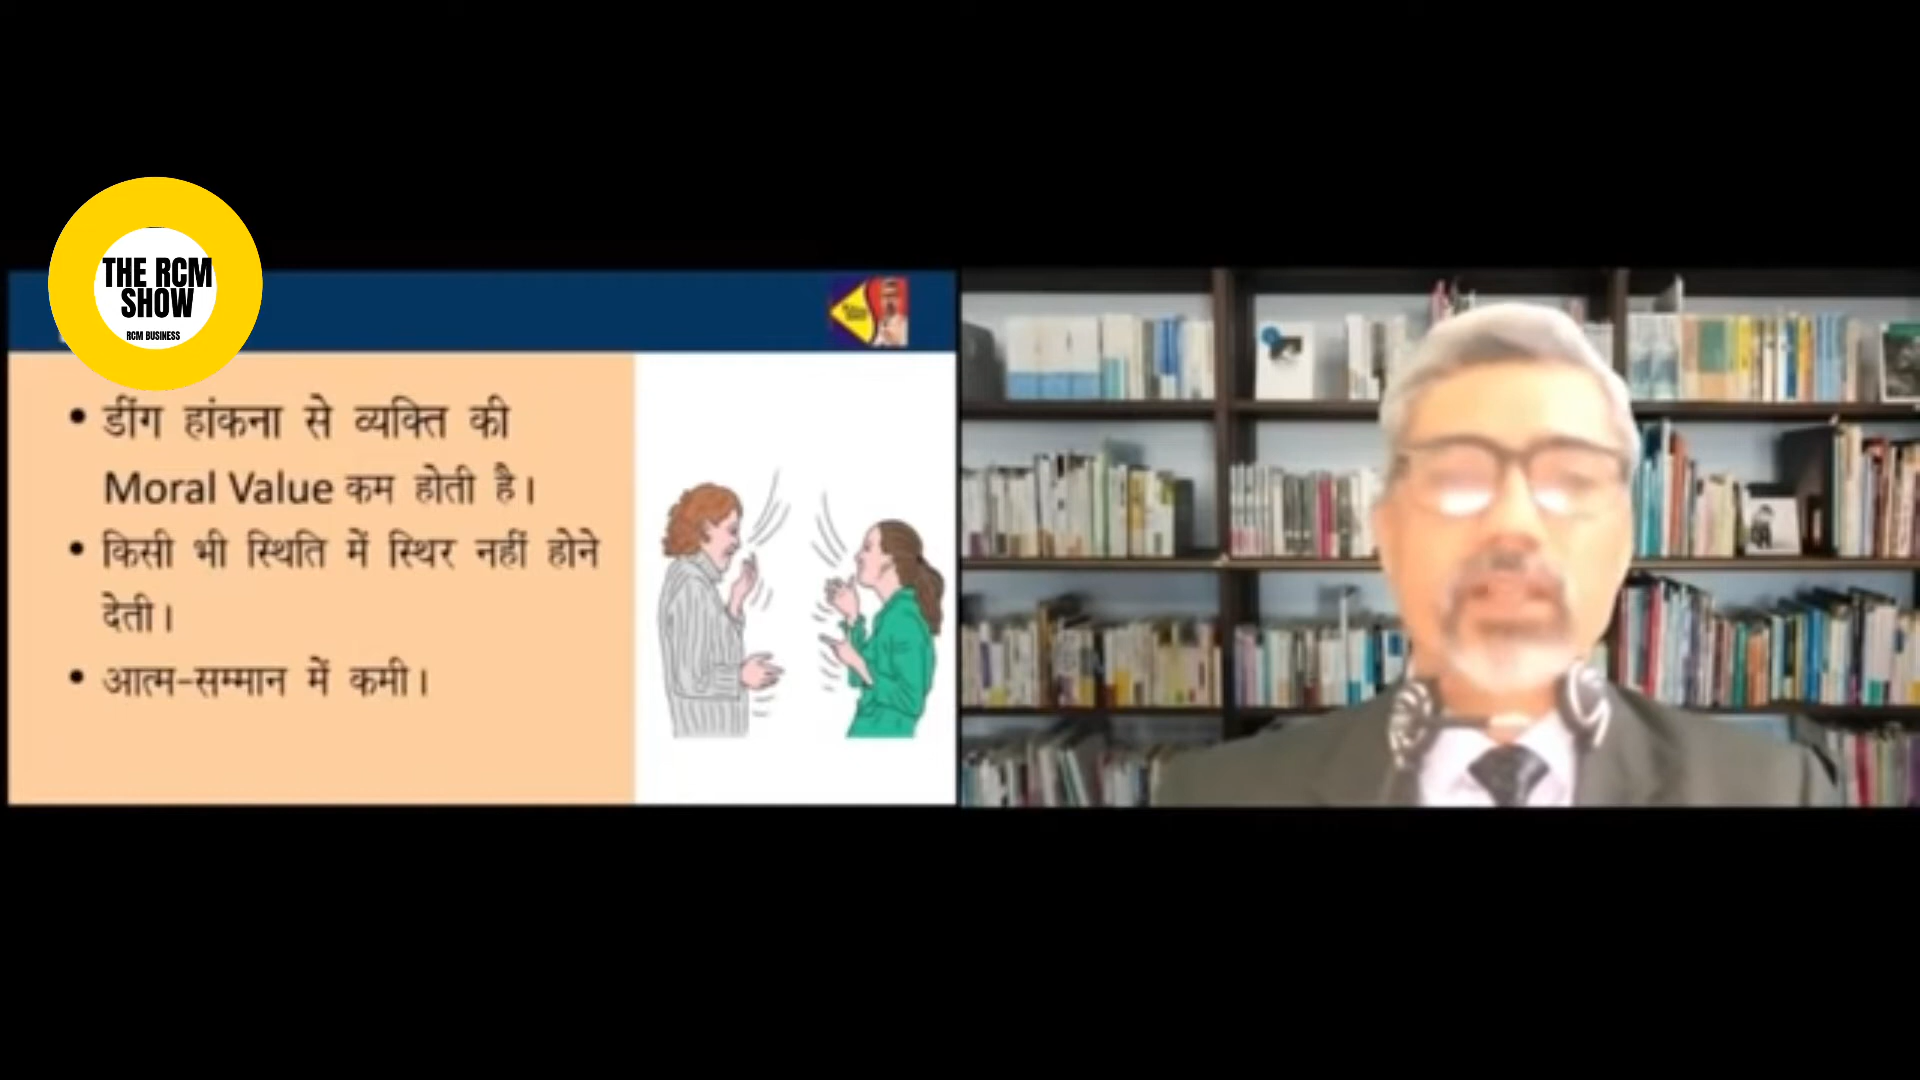 THE RCM
SHOW
RCM BUSINESS
• डींग हांकना से व्यक्ति की
Moral Value कम होती है।
• किसी भी स्थिति में स्थिर नहीं होने
देती।
• आत्म-सम्मान में कमी।